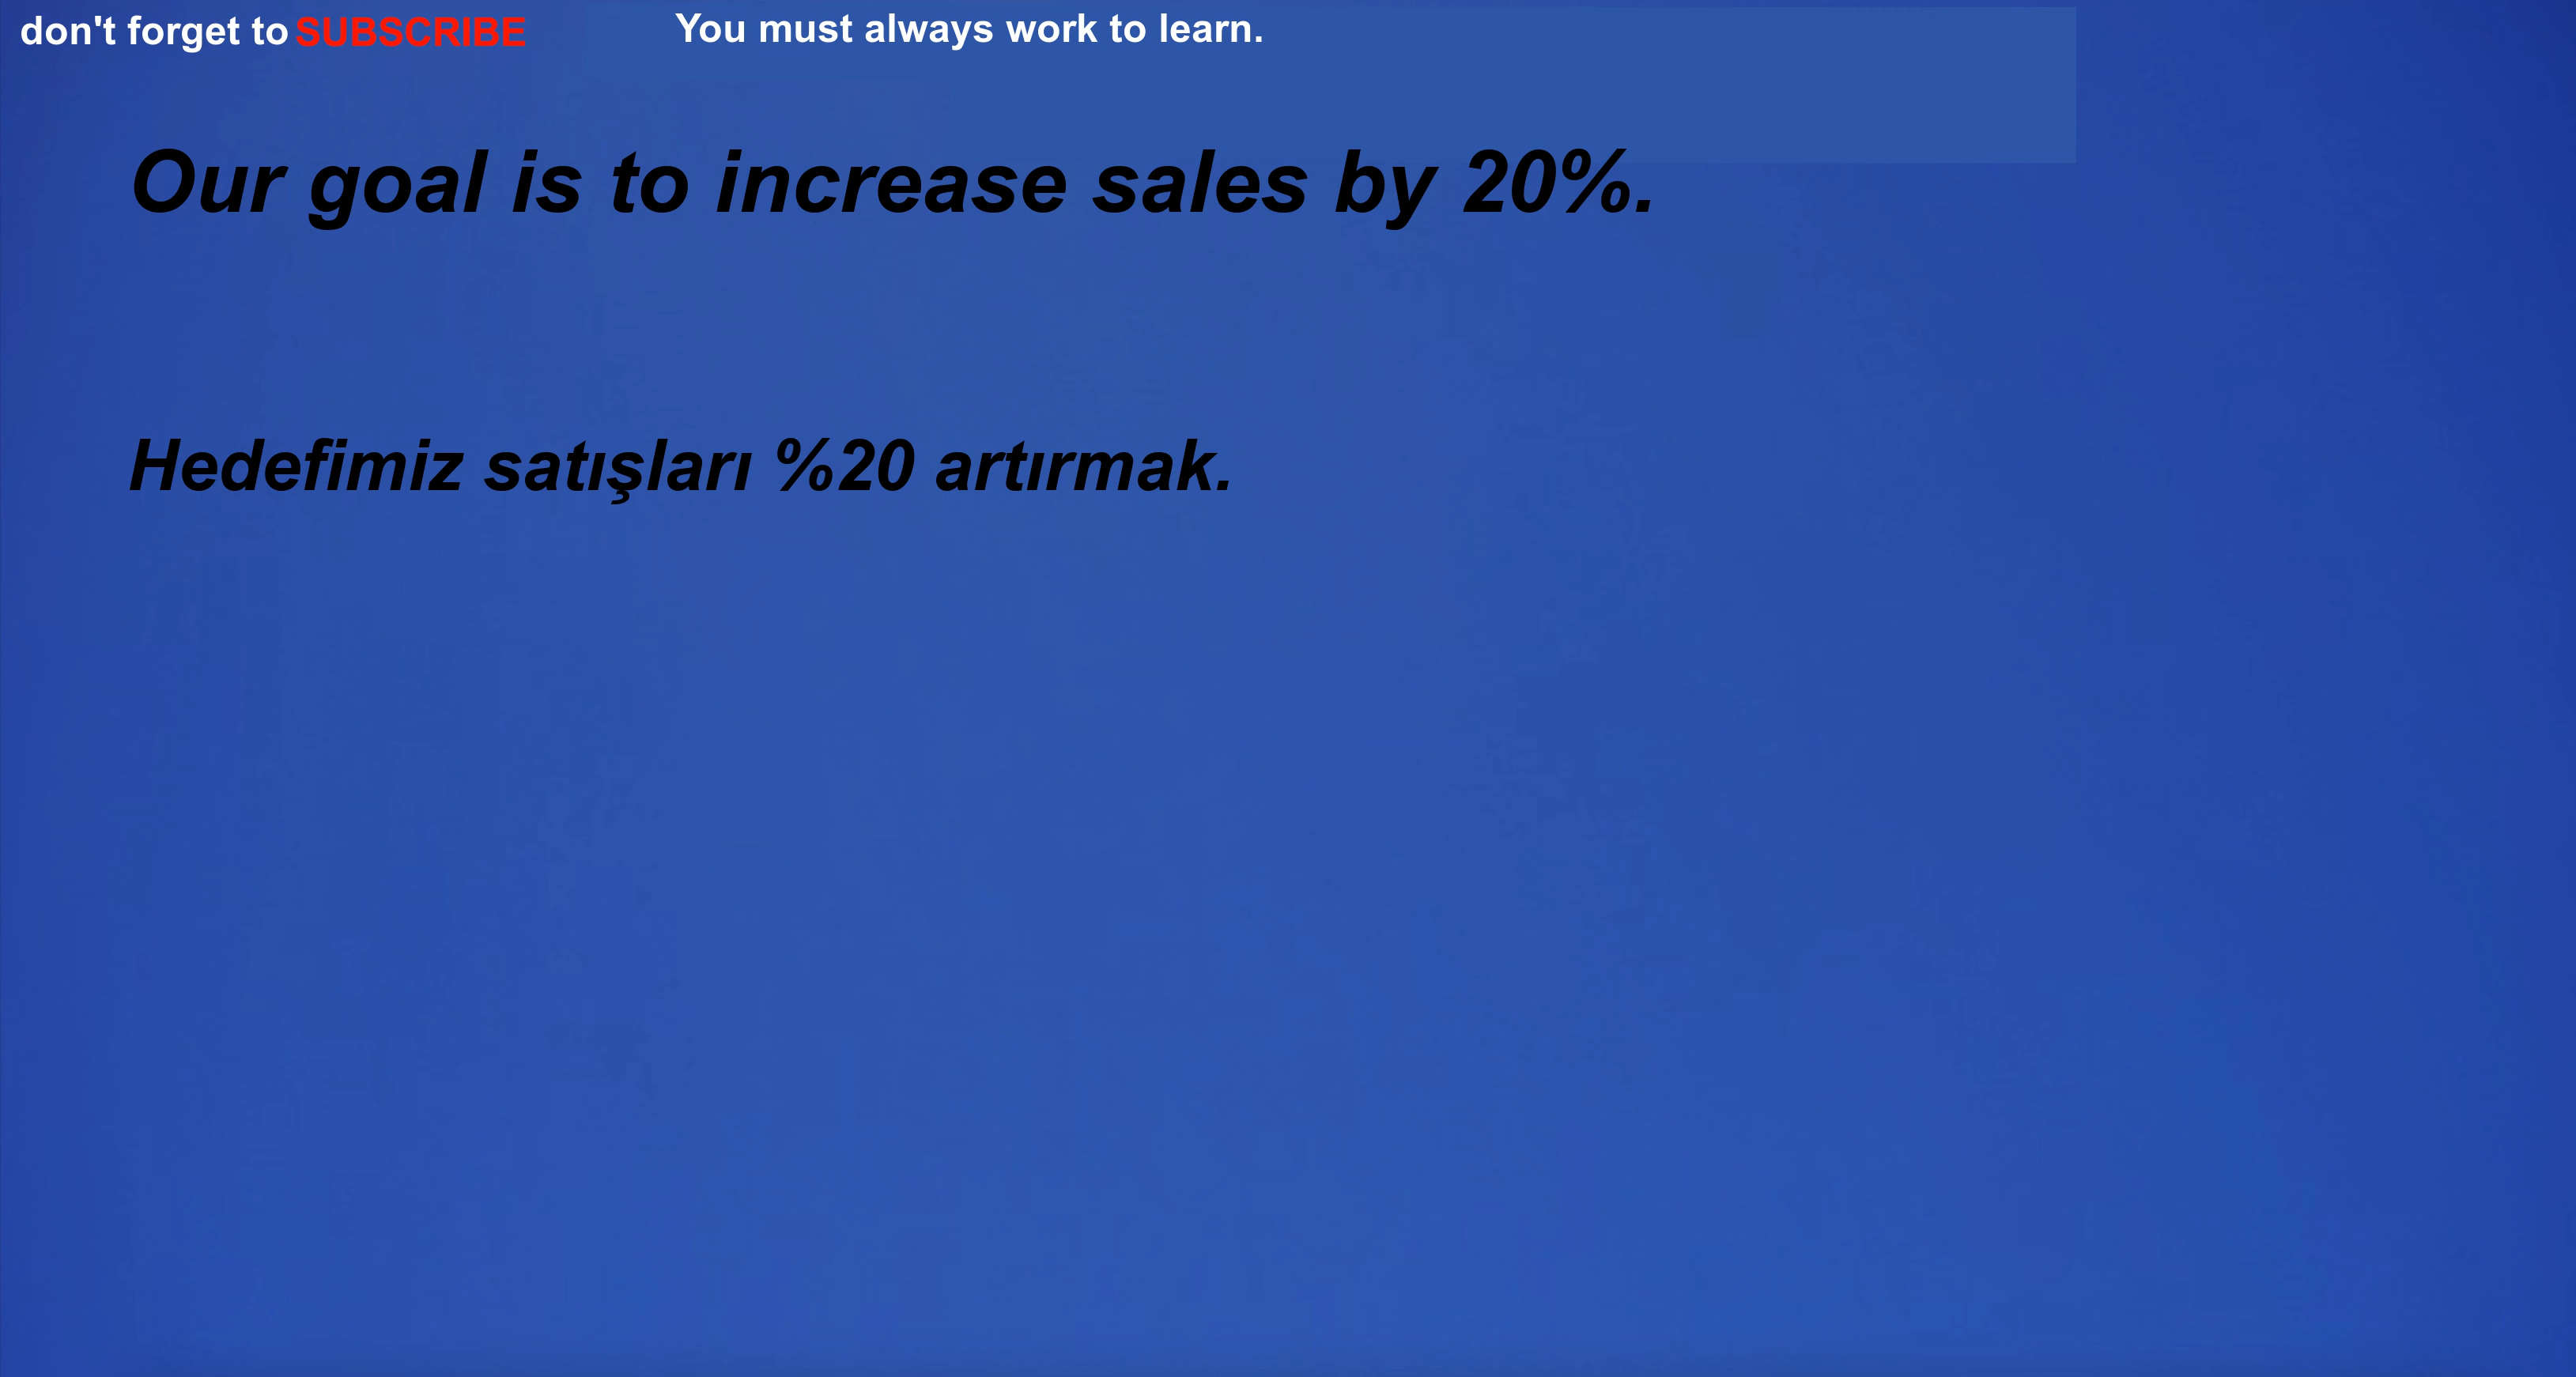 don't forget to SUBSCRIBE
You must always work to learn.
Our goal is to increase sales by 20%.
Hedefimiz satışları %20 artırmak.